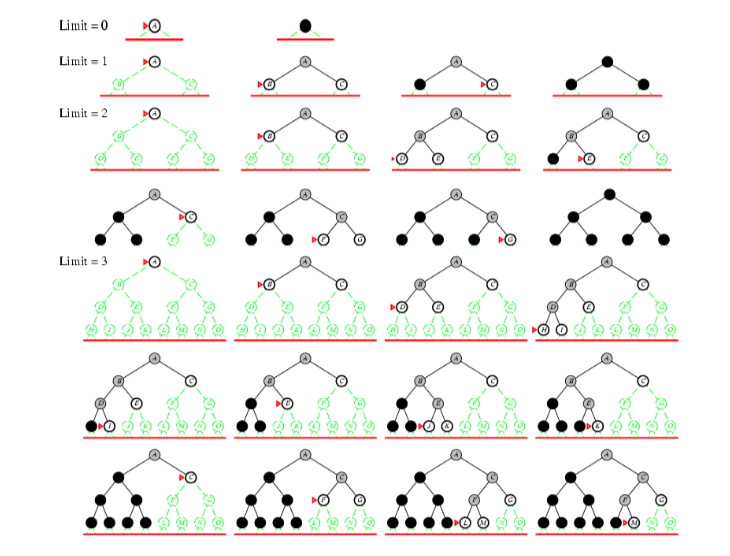 Limit = 0 A
Limit = 1 A A A
B C B C C
Limit = 2 A A A A
B C B C B C B C
D E F G D E F G D E F G E F G
A A A
C C C
F G F G G
Limit = 3 A A A A
B C B C B C B C
D E F G D E F G D E F G D E F G
H I J K L M N O H I J K L M N O H I J K L M N O H I J K L M N O
A A A A
B C B C B C B C
D E F G E F G E F G E F G
I J K L M N O J K L M N O J K L M N O K L M N O
A A A A
C C C C
F G F G F G F G
L M N O L M N O L M N O M N O